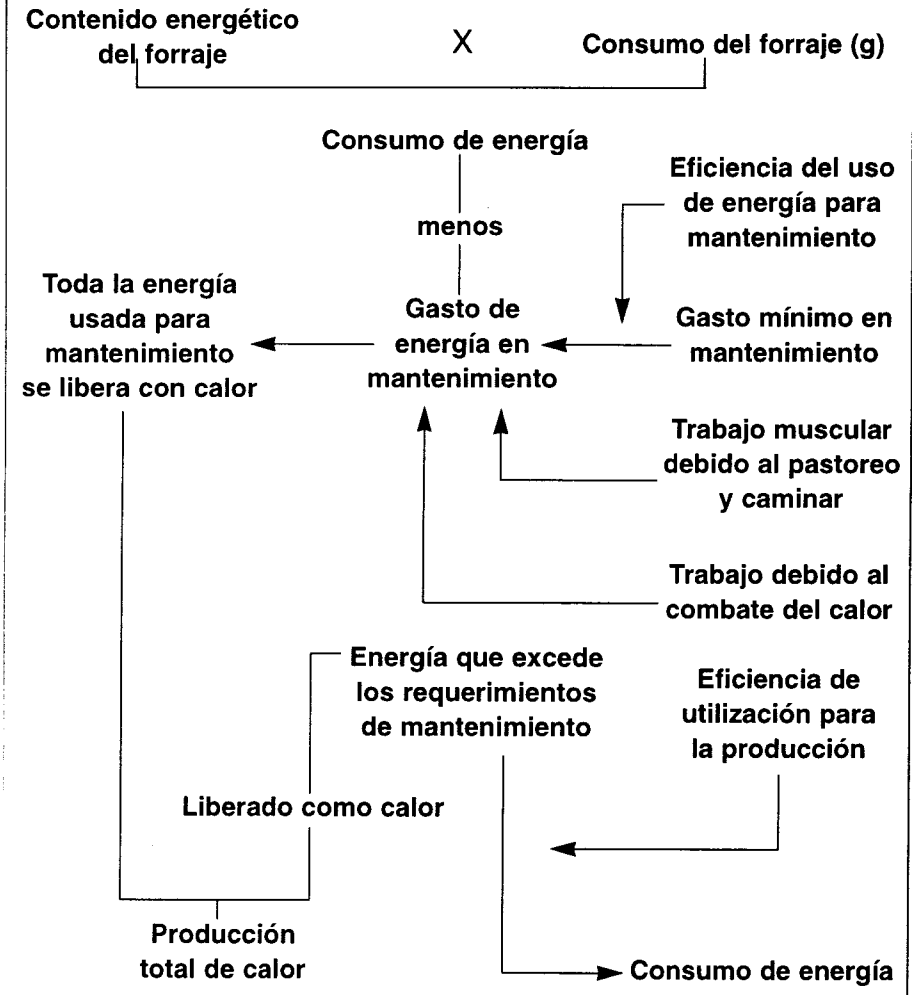 Contenido energético
del forraje
X
Consumo del forraje (g)
Consumo de energía
menos
Eficiencia del uso
de energía para
mantenimiento
Toda la energía
usada para
mantenimiento
se libera con calor
Gasto de
energía en
mantenimiento
Gasto mínimo en
mantenimiento
Trabajo muscular
debido al pastoreo
y caminar
Trabajo debido al
combate del calor
Energía que excede
los requerimientos
de mantenimiento
Eficiencia de
utilización para
la producción
Liberado como calor
Producción
total de calor
Consumo de energía